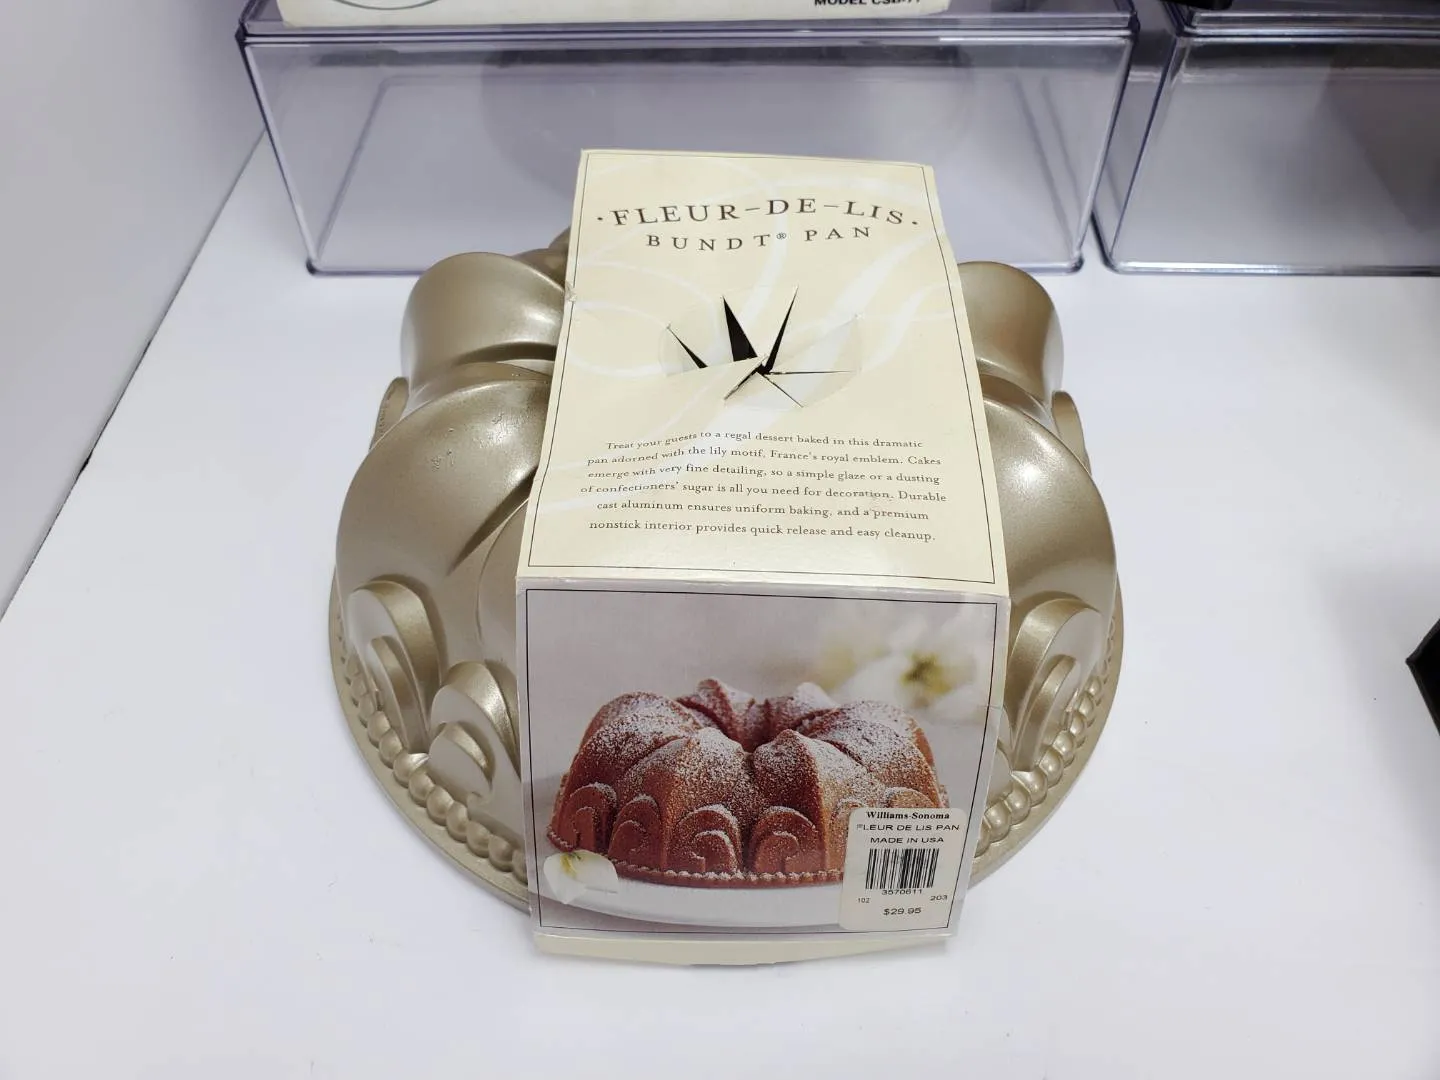 MODEL
· FLEUR-DE-LIS ·
BUNDT® PAN
Treat your guests to a regal dessert baked in this dramatic
pan adorned with the lily motif, France's royal emblem. Cakes
emerge with very fine detailing, so a simple glaze or a dusting
of confectioners' sugar is all you need for decoration. Durable
cast aluminum ensures uniform baking, and a premium
nonstick interior provides quick release and easy cleanup.
Williams-Sonoma
FLEUR DE LIS PAN
MADE IN USA
3570611
102 203
$29.95